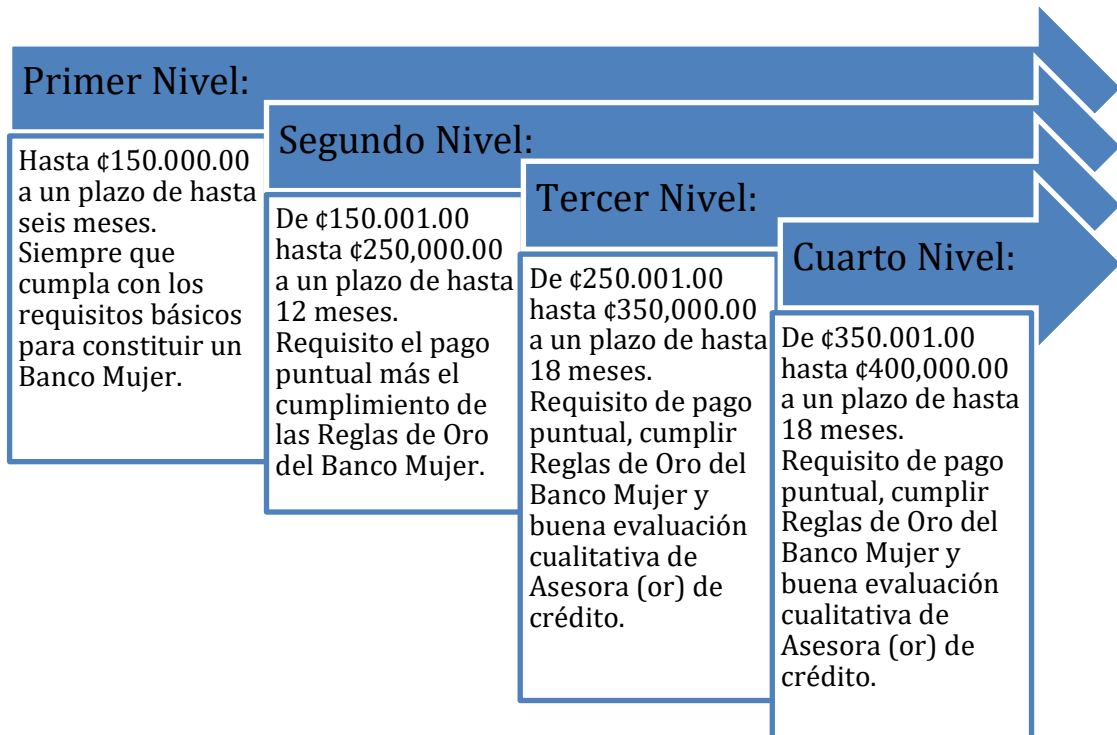 Primer Nivel:
Hasta ¢150.000.00
a un plazo de hasta
seis meses.
Siempre que
cumpla con los
requisitos básicos
para constituir un
Banco Mujer.
Segundo Nivel:
De ¢150.001.00
hasta ¢250,000.00
a un plazo de hasta
12 meses.
Requisito el pago
puntual más el
cumplimiento de
las Reglas de Oro
del Banco Mujer.
Tercer Nivel:
De ¢250.001.00
hasta ¢350,000.00
a un plazo de hasta
18 meses.
Requisito de pago
puntual, cumplir
Reglas de Oro del
Banco Mujer y
buena evaluación
cualitativa de
Asesora (or) de
crédito.
Cuarto Nivel:
De ¢350.001.00
hasta ¢400,000.00
a un plazo de hasta
18 meses.
Requisito de pago
puntual, cumplir
Reglas de Oro del
Banco Mujer y
buena evaluación
cualitativa de
Asesora (or) de
crédito.